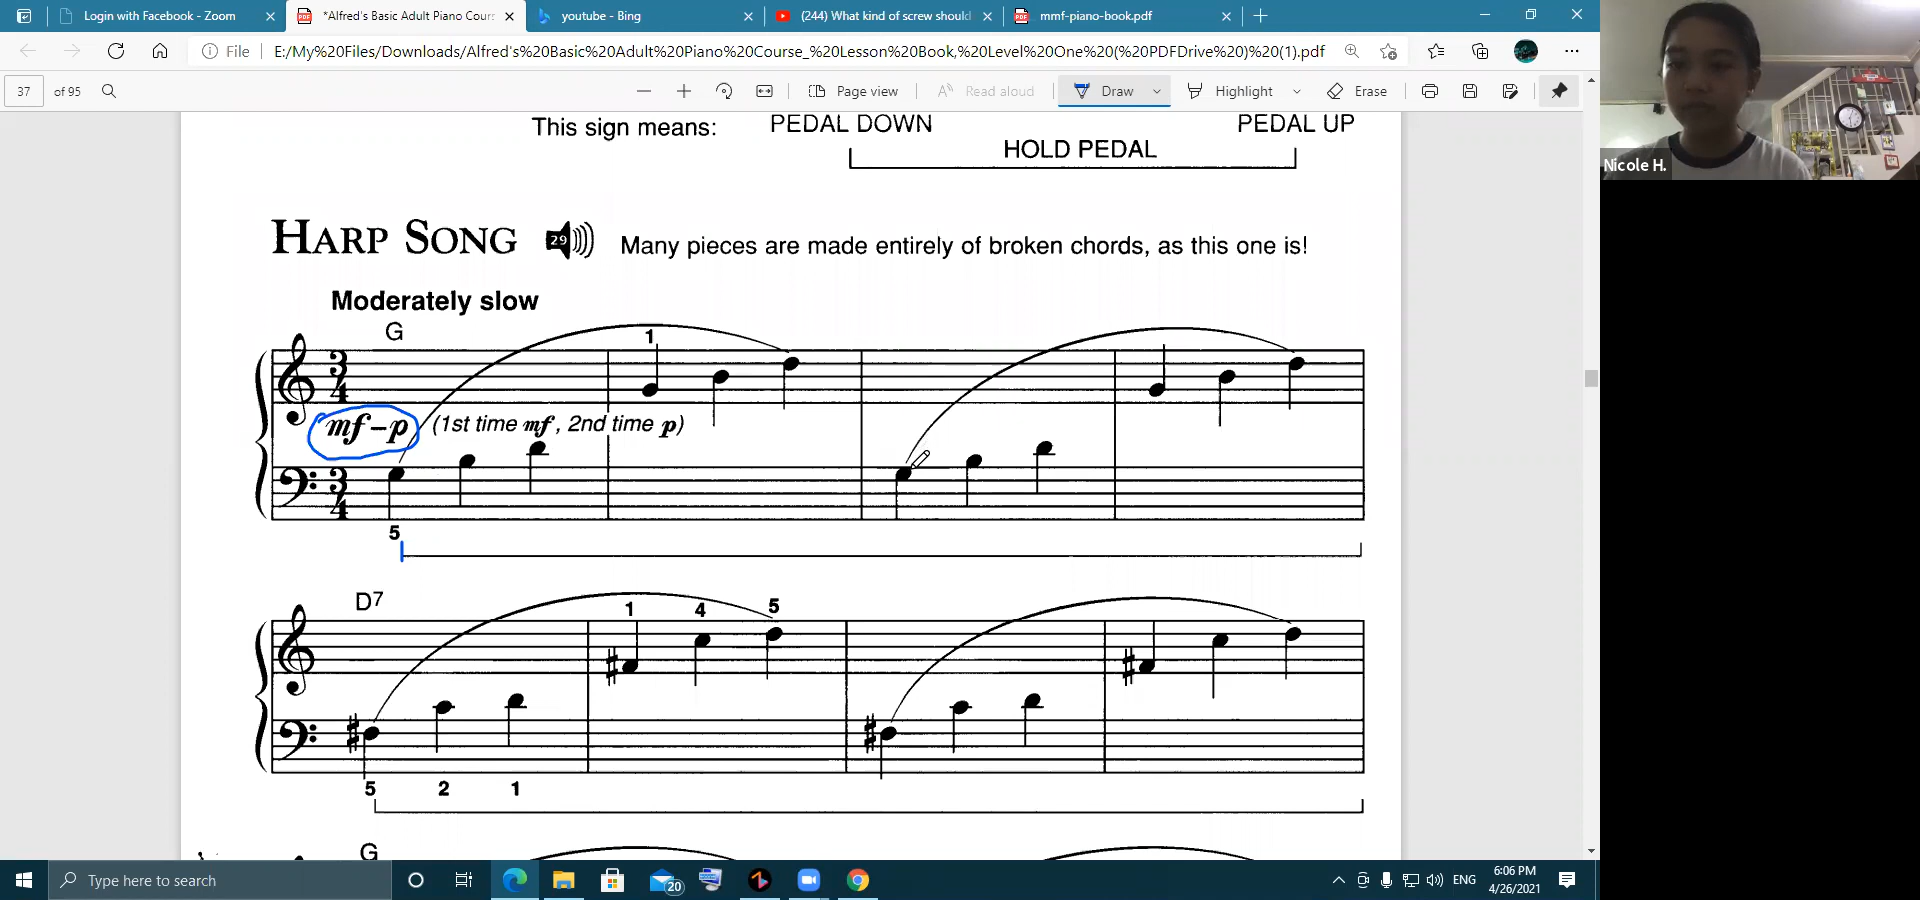 Login with Facebook - Zoom
*Alfred's Basic Adult Piano Cours
youtube - Bing
(244) What kind of screw should
mmf-piano-book.pdf
File
E:/My%20Files/Downloads/Alfred's%20Basic%20Adult%20Piano%20Course_%20Lesson%20Book,%20Level%20One%20(%20PDFDrive%20)%20(1).pdf
37 of 95
Page view
Read aloud
Draw
Highlight
Erase
This sign means:
PEDAL DOWN
PEDAL UP
HOLD PEDAL
HARP SONG
29
Many pieces are made entirely of broken chords, as this one is!
Moderately slow
G
1
3 4
mf-p (1st time mf, 2nd time p)
3 4
5
D7
1 4 5
5 2 1
G
Nicole H.
Type here to search
20
ENG
6:06 PM
4/26/2021